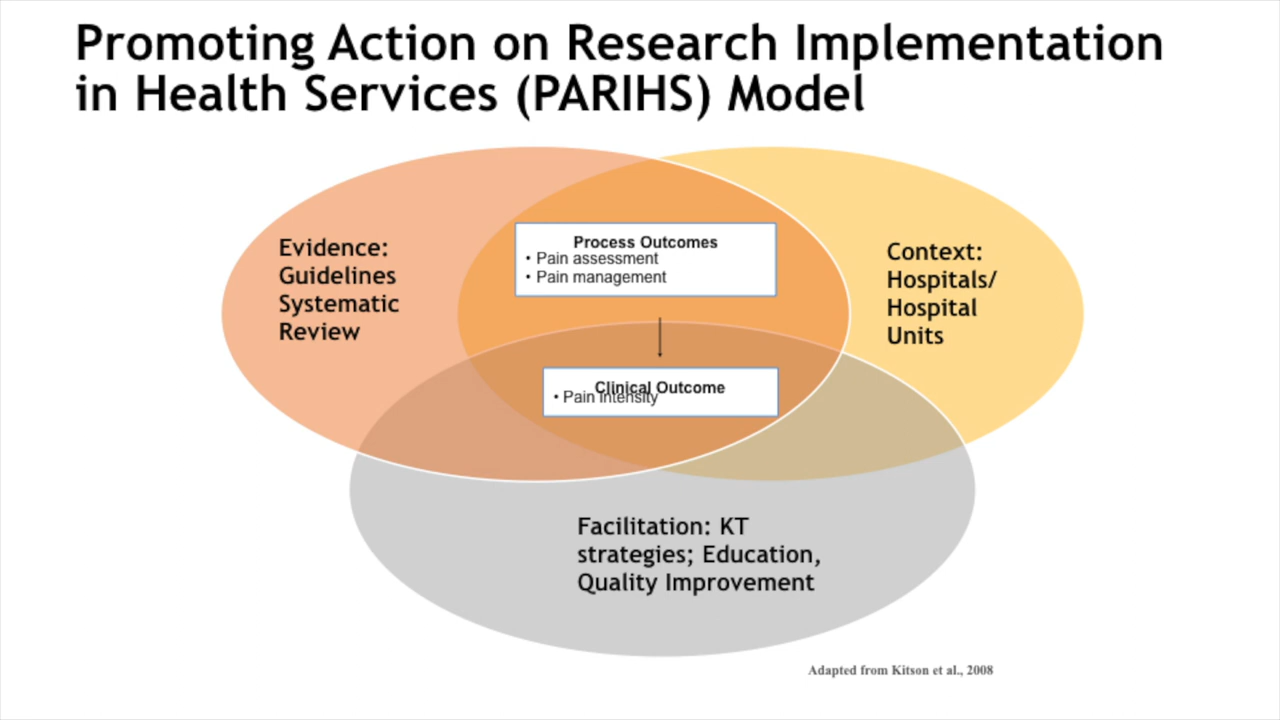 Promoting Action on Research Implementation
in Health Services (PARIHS) Model
Evidence:
Guidelines
Systematic
Review
Process Outcomes
• Pain assessment
• Pain management
Context:
Hospitals/
Hospital
Units
Clinical Outcome
• Pain intensity
Facilitation: KT
strategies; Education,
Quality Improvement
Adapted from Kitson et al., 2008